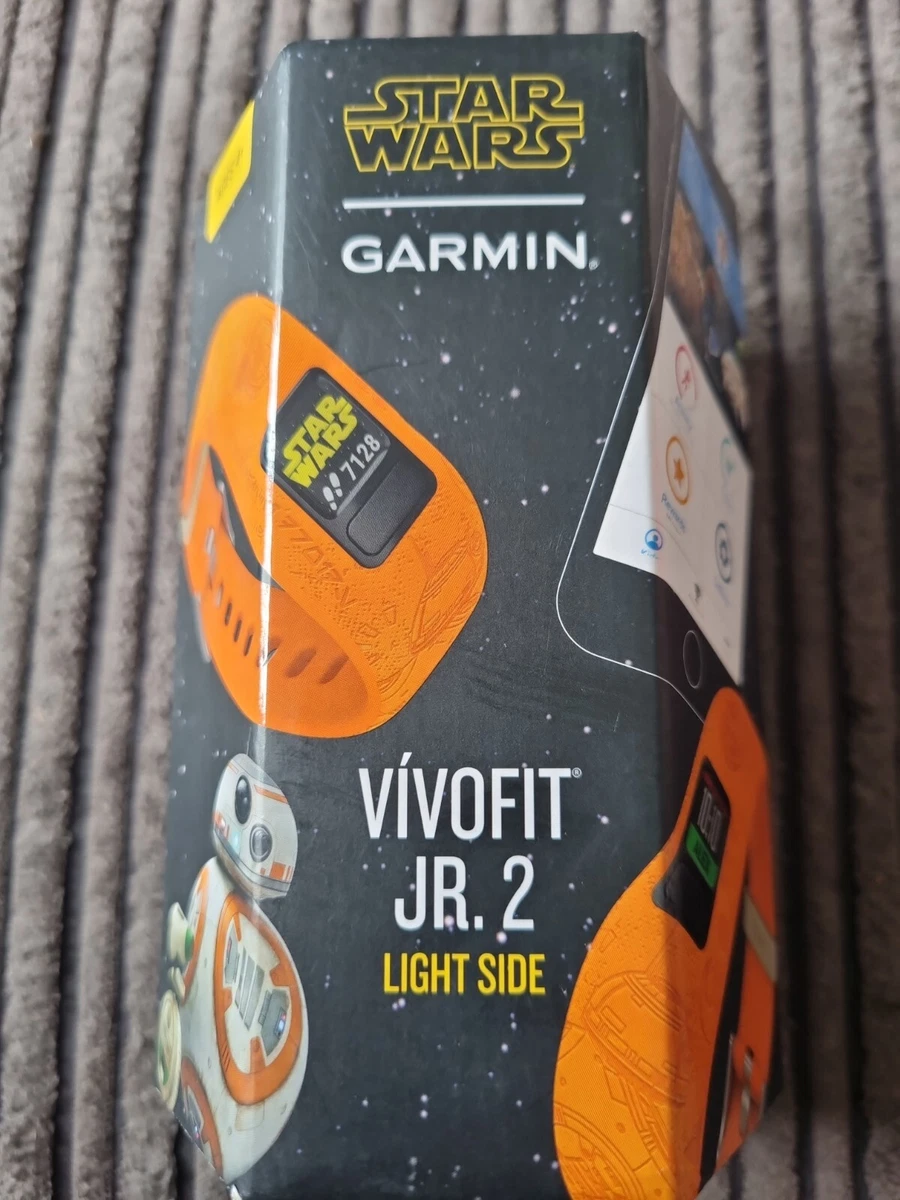 STAR
WARS
GARMIN®
STAR
WARS
7128
VÍVOFIT®
JR. 2
LIGHT SIDE